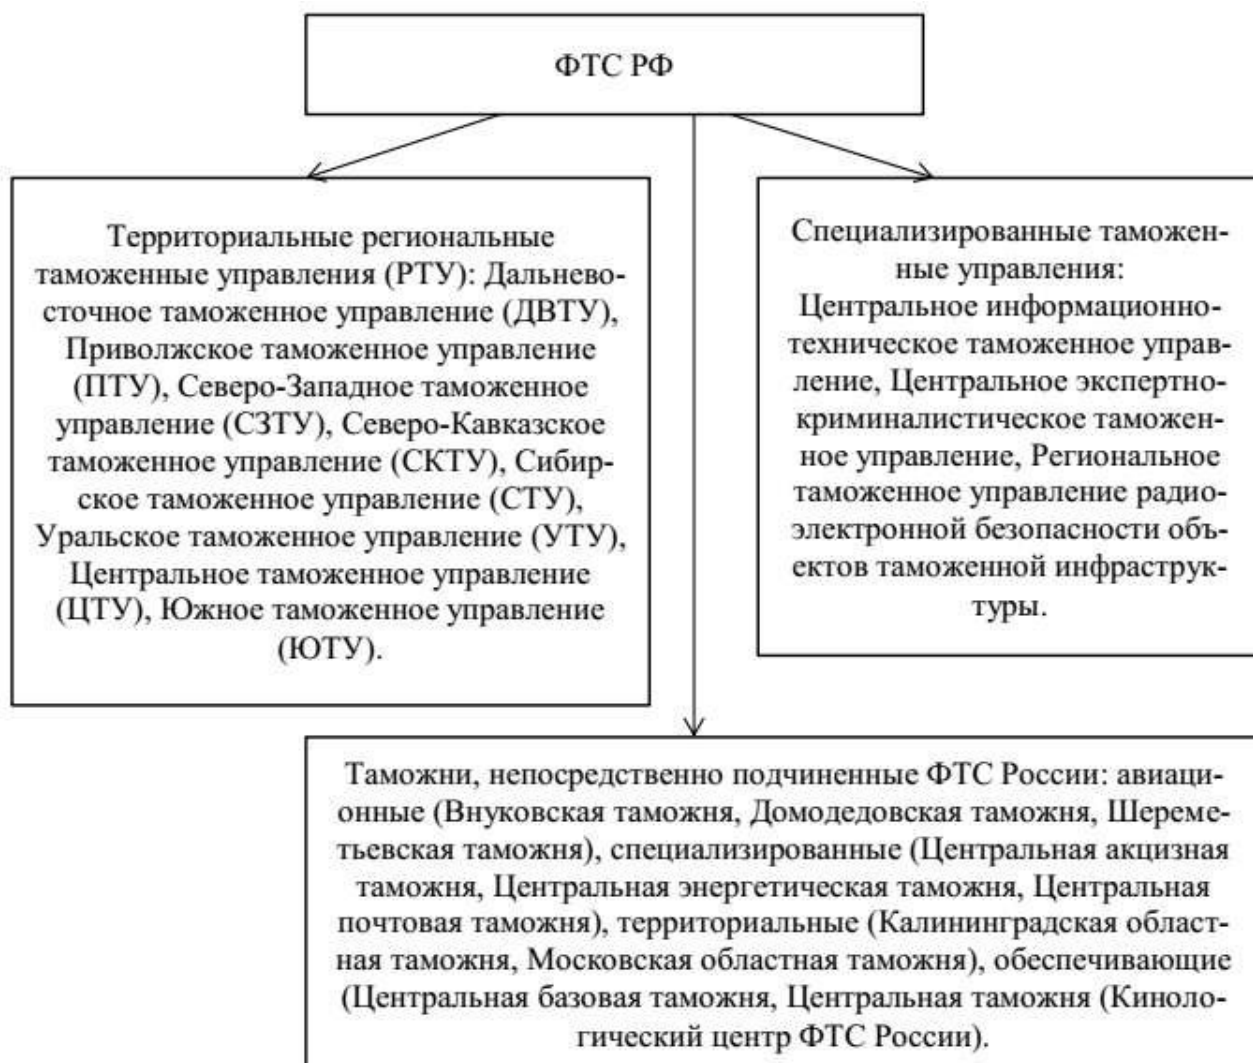 ФТС РФ
Территориальные региональные
таможенные управления (РТУ): Дальнево-
сточное таможенное управление (ДВТУ),
Приволжское таможенное управление
(ПТУ), Северо-Западное таможенное
управление (СЗТУ), Северо-Кавказское
таможенное управление (СКТУ), Сибир-
ское таможенное управление (СТУ),
Уральское таможенное управление (УТУ),
Центральное таможенное управление
(ЦТУ), Южное таможенное управление
(ЮТУ).
Специализированные таможен-
ные управления:
Центральное информационно-
техническое таможенное управ-
ление, Центральное экспертно-
криминалистическое таможен-
ное управление, Региональное
таможенное управление радио-
электронной безопасности объ-
ектов таможенной инфраструк-
туры.
Таможни, непосредственно подчиненные ФТС России: авиаци-
онные (Внуковская таможня, Домодедовская таможня, Шереме-
тьевская таможня), специализированные (Центральная акцизная
таможня, Центральная энергетическая таможня, Центральная
почтовая таможня), территориальные (Калининградская област-
ная таможня, Московская областная таможня), обеспечивающие
(Центральная базовая таможня, Центральная таможня (Киноло-
гический центр ФТС России).